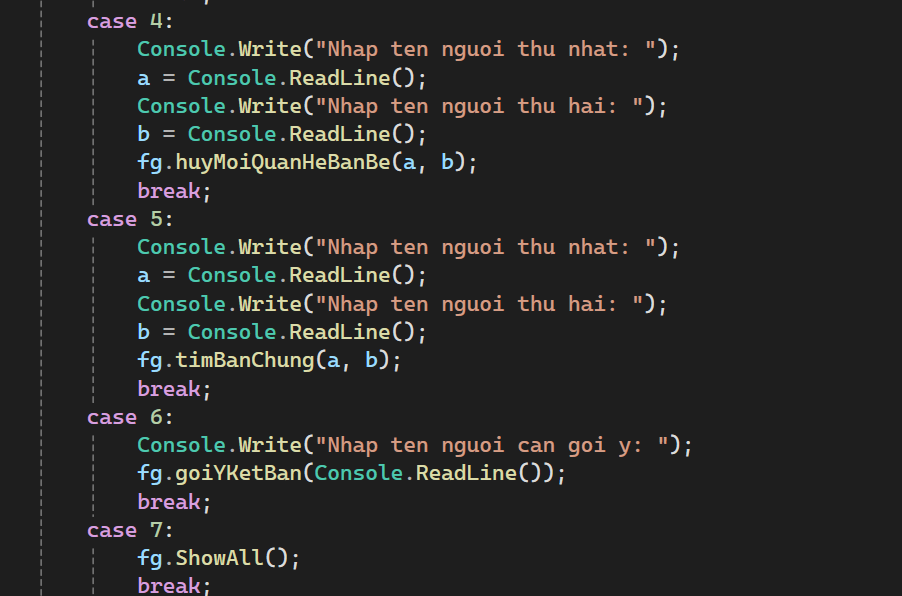 case 4:
Console.Write("Nhap ten nguoi thu nhat: ");
a = Console.ReadLine();
Console.Write("Nhap ten nguoi thu hai: ");
b = Console.ReadLine();
fg.huyMoiQuanHeBanBe(a, b);
break;
case 5:
Console.Write("Nhap ten nguoi thu nhat: ");
a = Console.ReadLine();
Console.Write("Nhap ten nguoi thu hai: ");
b = Console.ReadLine();
fg.timBanChung(a, b);
break;
case 6:
Console.Write("Nhap ten nguoi can goi y: ");
fg.goiYKetBan(Console.ReadLine());
break;
case 7:
fg.ShowAll();
break;